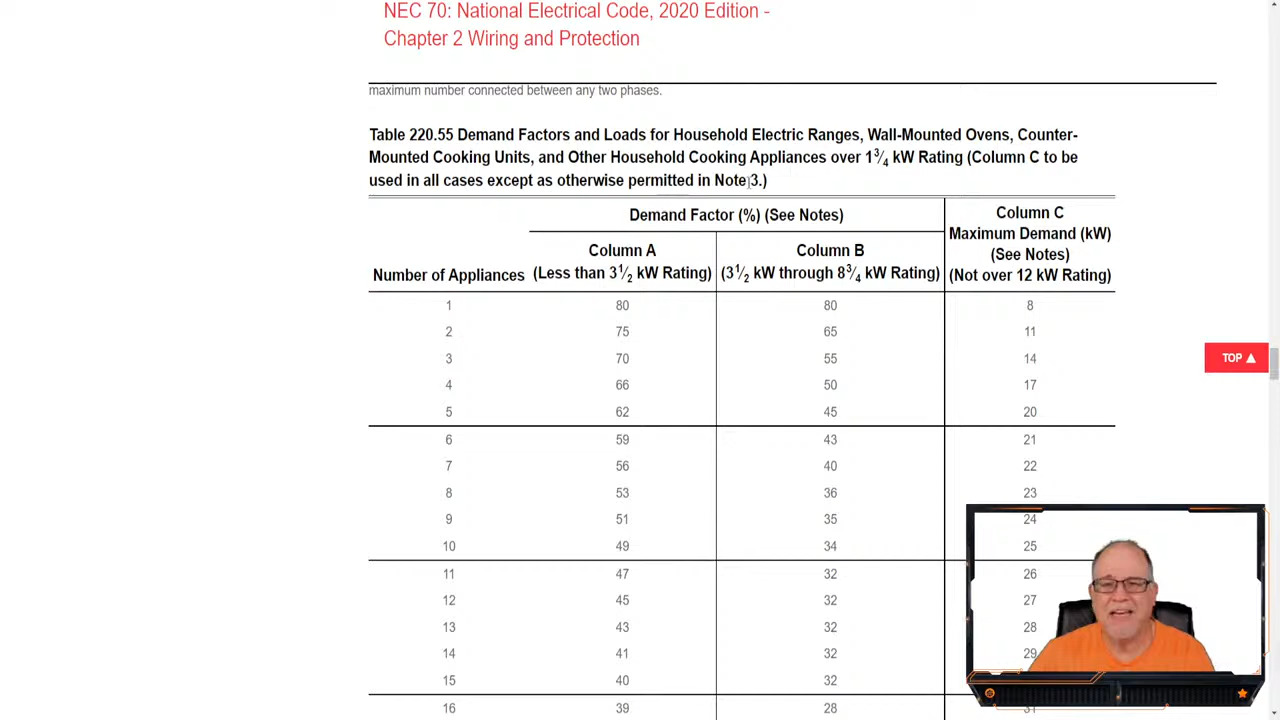 NEC 70: National Electrical Code, 2020 Edition -
Chapter 2 Wiring and Protection
maximum number connected between any two phases.
Table 220.55 Demand Factors and Loads for Household Electric Ranges, Wall-Mounted Ovens, Counter-
Mounted Cooking Units, and Other Household Cooking Appliances over 1 3/4 kW Rating (Column C to be
used in all cases except as otherwise permitted in Note 3.)
Number of Appliances
Demand Factor (%) (See Notes)
Column A
(Less than 3 1/2 kW Rating)
Column B
(3 1/2 kW through 8 3/4 kW Rating)
Column C
Maximum Demand (kW)
(See Notes)
(Not over 12 kW Rating)
1 80 80 8
2 75 65 11
3 70 55 14
4 66 50 17
5 62 45 20
6 59 43 21
7 56 40 22
8 53 36 23
9 51 35 24
10 49 34 25
11 47 32 26
12 45 32 27
13 43 32 28
14 41 32 29
15 40 32
16 39 28
TOP ▲